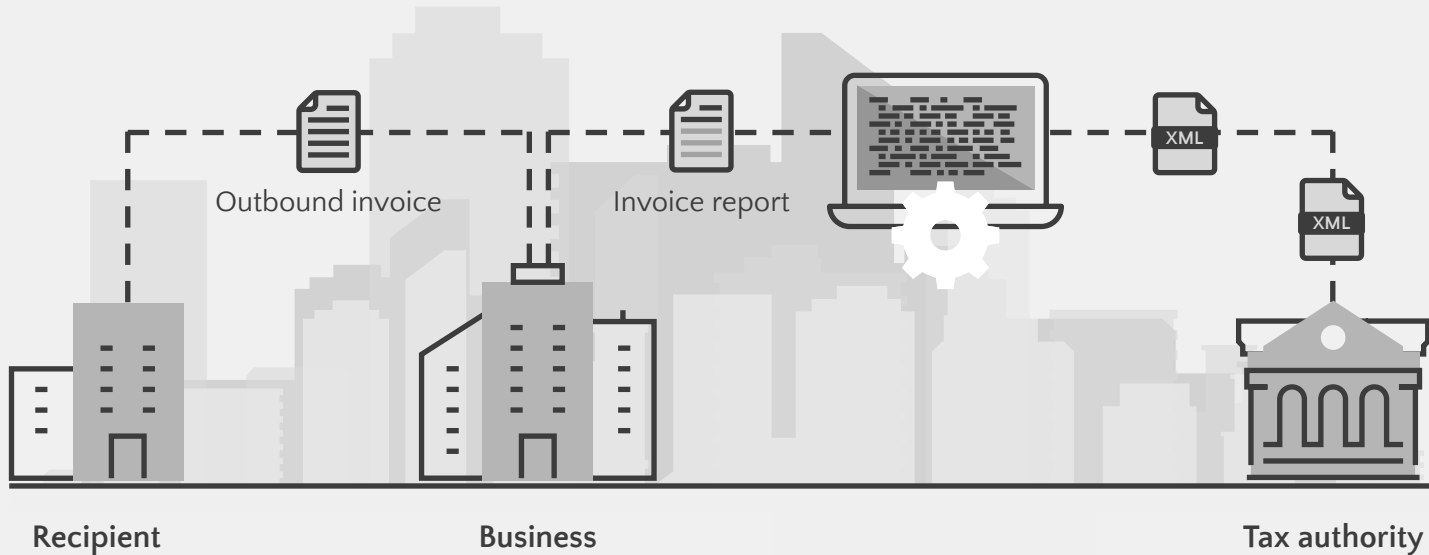 XML
XML
Outbound invoice
Invoice report
Recipient
Business
Tax authority